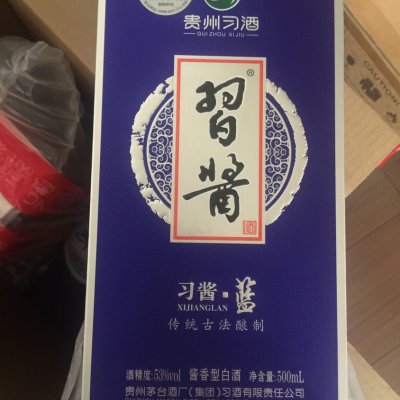 贵州习酒
GUI ZHOU XI JIU
習醬
®
习酱·蓝
XIJIANGLAN
传统古法酿制
酒精度:53%vol 酱香型白酒 净含量:500mL
贵州茅台酒厂(集团)习酒有限责任公司